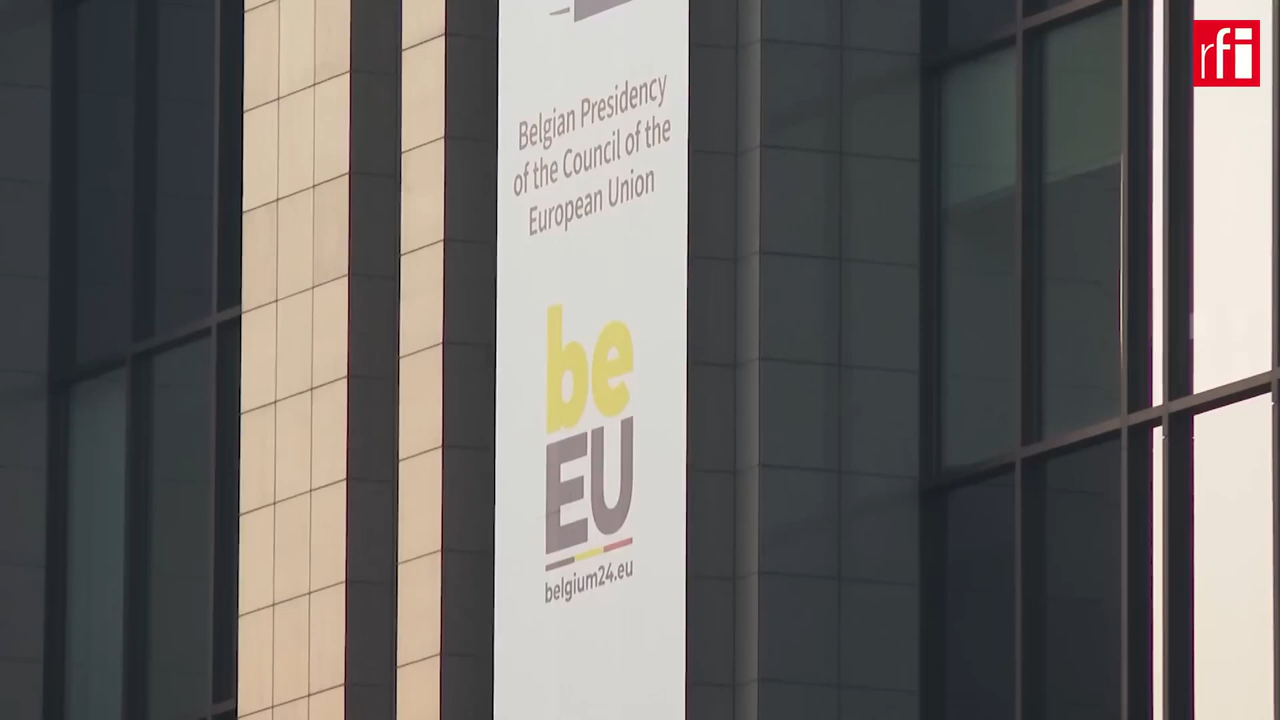 rfi
Belgian Presidency
of the Council of the
European Union
be
EU
belgium24.eu